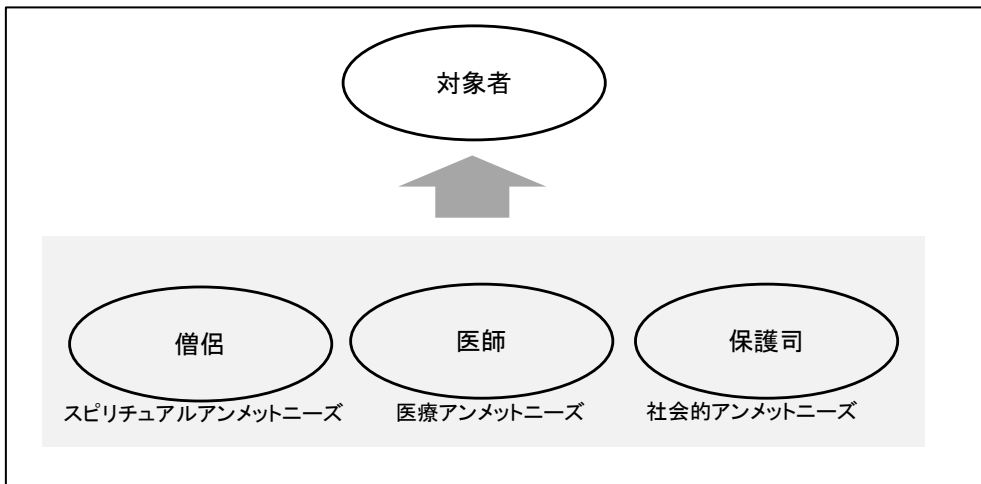 対象者
僧侶
医師
保護司
スピリチュアルアンメットニーズ
医療アンメットニーズ
社会的アンメットニーズ